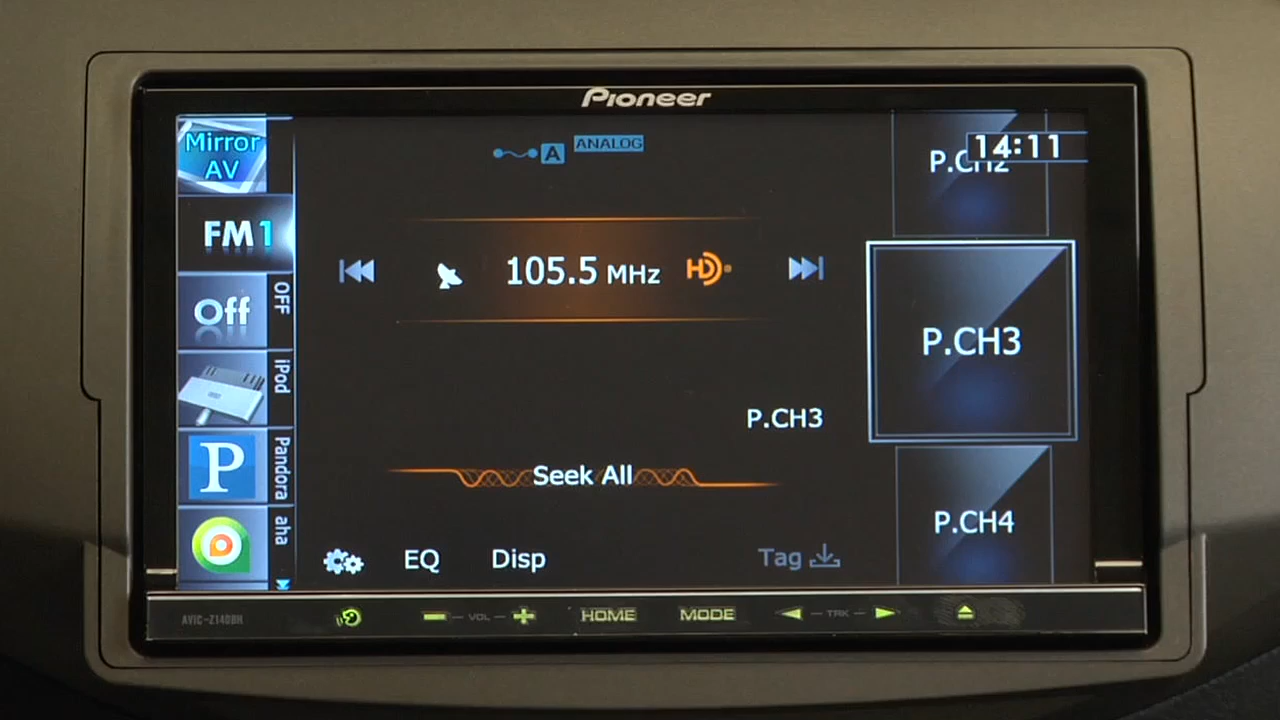 Pioneer
Mirror
AV
A ANALOG
14:11
P.CH2
FM1
105.5 MHz HD
OFF
Off
P.CH3
iPod
P.CH3
Pandora
P
Seek All
aha
P.CH4
EQ Disp Tag
AVIC-Z140BH
VOL HOME MODE TRK